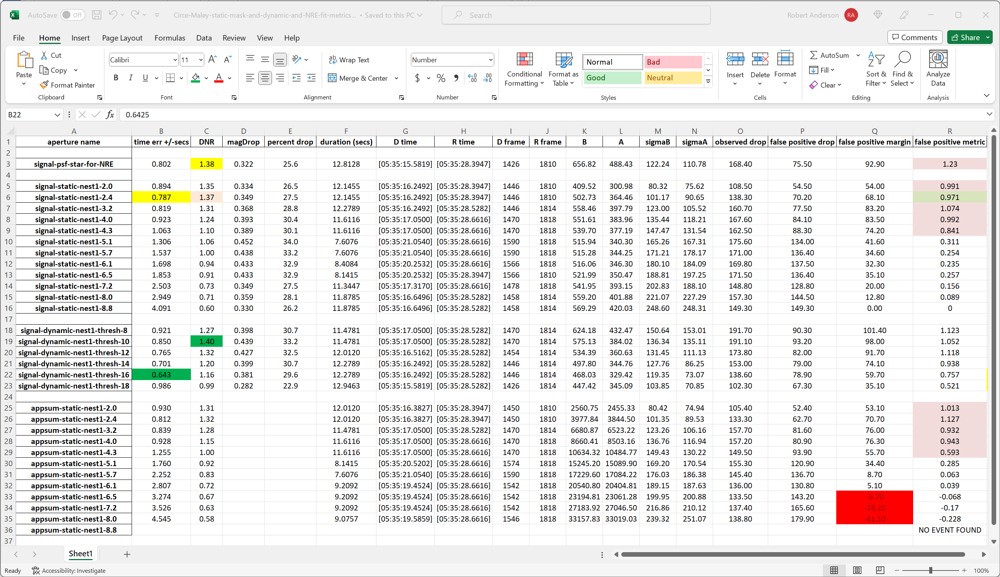 AutoSave Off Circe-Maley-static-mask-and-dynamic-and-NRE-fit-metrics... • Saved to this PC Search Robert Anderson RA
File Home Insert Page Layout Formulas Data Review View Help Comments Share
Paste Cut Copy Format Painter Clipboard
Calibri 11 B I U A Font
Wrap Text Merge & Center Alignment
Number $ % Number
Conditional Formatting Format as Table Normal Bad Good Neutral Styles
Insert Delete Format Cells
AutoSum Fill Clear Sort & Filter Find & Select Editing
Analyze Data Analysis
B22 fx 0.6425
A B C D E F G H I J K L M N O P Q R
1 aperture name time err +/-secs DNR magDrop percent drop duration (secs) D time R time D frame R frame B A sigmaB sigmaA observed drop false positive drop false positive margin false positive metric
2
3 signal-psf-star-for-NRE 0.802 1.38 0.322 25.6 12.8128 [05:35:15.5819] [05:35:28.3947] 1426 1810 656.82 488.43 122.24 110.78 168.40 75.50 92.90 1.23
4
5 signal-static-nest1-2.0 0.894 1.35 0.334 26.5 12.1455 [05:35:16.2492] [05:35:28.3947] 1446 1810 409.52 300.98 80.32 75.62 108.50 54.50 54.00 0.991
6 signal-static-nest1-2.4 0.787 1.37 0.349 27.5 12.1455 [05:35:16.2492] [05:35:28.3947] 1446 1810 502.73 364.46 101.17 90.65 138.30 70.20 68.10 0.971
7 signal-static-nest1-3.2 0.819 1.31 0.368 28.8 12.2789 [05:35:16.2492] [05:35:28.5282] 1446 1814 558.46 397.79 123.00 105.52 160.70 77.50 83.20 1.074
8 signal-static-nest1-4.0 0.923 1.24 0.393 30.4 11.6116 [05:35:17.0500] [05:35:28.6616] 1470 1818 551.61 383.96 135.44 118.21 167.60 84.10 83.50 0.992
9 signal-static-nest1-4.3 1.063 1.10 0.389 30.1 11.6116 [05:35:17.0500] [05:35:28.6616] 1470 1818 539.70 377.19 147.47 131.54 162.50 88.30 74.20 0.841
10 signal-static-nest1-5.1 1.306 1.06 0.452 34.0 7.6076 [05:35:21.0540] [05:35:28.6616] 1590 1818 515.94 340.30 165.26 167.31 175.60 134.00 41.60 0.311
11 signal-static-nest1-5.7 1.537 1.00 0.438 33.2 7.6076 [05:35:21.0540] [05:35:28.6616] 1590 1818 515.28 344.25 171.21 178.17 171.00 136.40 34.60 0.254
12 signal-static-nest1-6.1 1.698 0.94 0.433 32.9 8.4084 [05:35:20.2532] [05:35:28.6616] 1566 1818 516.06 346.30 180.10 184.09 169.80 137.50 32.30 0.235
13 signal-static-nest1-6.5 1.853 0.91 0.433 32.9 8.1415 [05:35:20.2532] [05:35:28.3947] 1566 1810 521.99 350.47 188.81 197.25 171.50 136.40 35.10 0.257
14 signal-static-nest1-7.2 2.503 0.73 0.349 27.5 11.3447 [05:35:17.3170] [05:35:28.6616] 1478 1818 541.95 393.15 202.83 188.10 148.80 128.80 20.00 0.156
15 signal-static-nest1-8.0 2.949 0.71 0.359 28.1 11.8785 [05:35:16.6496] [05:35:28.5282] 1458 1814 559.20 401.88 221.07 227.29 157.30 144.50 12.80 0.089
16 signal-static-nest1-8.8 4.091 0.60 0.330 26.2 11.8785 [05:35:16.6496] [05:35:28.5282] 1458 1814 569.29 420.03 248.60 248.31 149.30 149.30 0.00 0
17
18 signal-dynamic-nest1-thresh-8 0.921 1.27 0.398 30.7 11.4781 [05:35:17.0500] [05:35:28.5282] 1470 1814 624.18 432.47 150.64 153.01 191.70 90.30 101.40 1.123
19 signal-dynamic-nest1-thresh-10 0.850 1.40 0.439 33.2 11.4781 [05:35:17.0500] [05:35:28.5282] 1470 1814 575.13 384.02 136.34 135.11 191.10 93.20 98.00 1.052
20 signal-dynamic-nest1-thresh-12 0.765 1.32 0.427 32.5 12.0120 [05:35:16.5162] [05:35:28.5282] 1454 1814 534.39 360.63 131.45 111.13 173.80 82.00 91.70 1.118
21 signal-dynamic-nest1-thresh-14 0.701 1.20 0.399 30.7 12.2789 [05:35:16.2492] [05:35:28.5282] 1446 1814 497.80 344.76 127.76 86.25 153.00 79.00 74.10 0.938
22 signal-dynamic-nest1-thresh-16 0.643 1.16 0.381 29.6 12.2789 [05:35:16.2492] [05:35:28.5282] 1446 1814 468.03 329.42 119.35 73.07 138.60 78.90 59.70 0.757
23 signal-dynamic-nest1-thresh-18 0.986 0.99 0.282 22.9 12.9463 [05:35:15.5819] [05:35:28.5282] 1426 1814 447.42 345.09 103.85 70.85 102.30 67.30 35.10 0.521
24
25 appsum-static-nest1-2.0 0.930 1.31 12.0120 [05:35:16.3827] [05:35:28.3947] 1450 1810 2560.75 2455.33 80.42 74.94 105.40 52.40 53.10 1.013
26 appsum-static-nest1-2.4 0.812 1.32 12.0120 [05:35:16.3827] [05:35:28.3947] 1450 1810 3977.84 3844.50 101.35 89.53 133.30 62.70 70.70 1.127
27 appsum-static-nest1-3.2 0.839 1.28 11.4781 [05:35:17.0500] [05:35:28.5282] 1470 1814 6680.87 6523.22 123.26 106.16 157.70 81.60 76.00 0.932
28 appsum-static-nest1-4.0 0.928 1.15 11.6116 [05:35:17.0500] [05:35:28.6616] 1470 1818 8660.41 8503.16 136.76 116.94 157.20 80.90 76.30 0.943
29 appsum-static-nest1-4.3 1.255 1.00 11.6116 [05:35:17.0500] [05:35:28.6616] 1470 1818 10634.32 10484.77 149.43 130.22 149.50 93.90 55.70 0.593
30 appsum-static-nest1-5.1 1.760 0.92 8.1415 [05:35:20.5202] [05:35:28.6616] 1574 1818 15245.20 15089.90 169.20 170.54 155.30 120.90 34.40 0.285
31 appsum-static-nest1-5.7 2.252 0.83 7.6076 [05:35:21.0540] [05:35:28.6616] 1590 1818 17229.60 17084.22 176.03 186.38 145.40 136.70 8.70 0.063
32 appsum-static-nest1-6.1 2.807 0.72 9.2092 [05:35:19.4524] [05:35:28.6616] 1542 1818 20540.80 20404.81 189.15 187.63 136.00 130.80 5.10 0.039
33 appsum-static-nest1-6.5 3.274 0.67 9.2092 [05:35:19.4524] [05:35:28.6616] 1542 1818 23194.81 23061.28 199.95 200.88 133.50 143.20 -9.70 -0.068
34 appsum-static-nest1-7.2 3.526 0.63 9.2092 [05:35:19.4524] [05:35:28.6616] 1542 1818 27183.92 27046.50 216.86 210.12 137.40 165.60 -28.20 -0.17
35 appsum-static-nest1-8.0 4.545 0.58 9.0757 [05:35:19.5859] [05:35:28.6616] 1546 1818 33157.83 33019.03 239.32 251.07 138.80 179.90 -41.10 -0.228
36 appsum-static-nest1-8.8 NO EVENT FOUND
37
Sheet1
Ready Accessibility: Investigate 100%